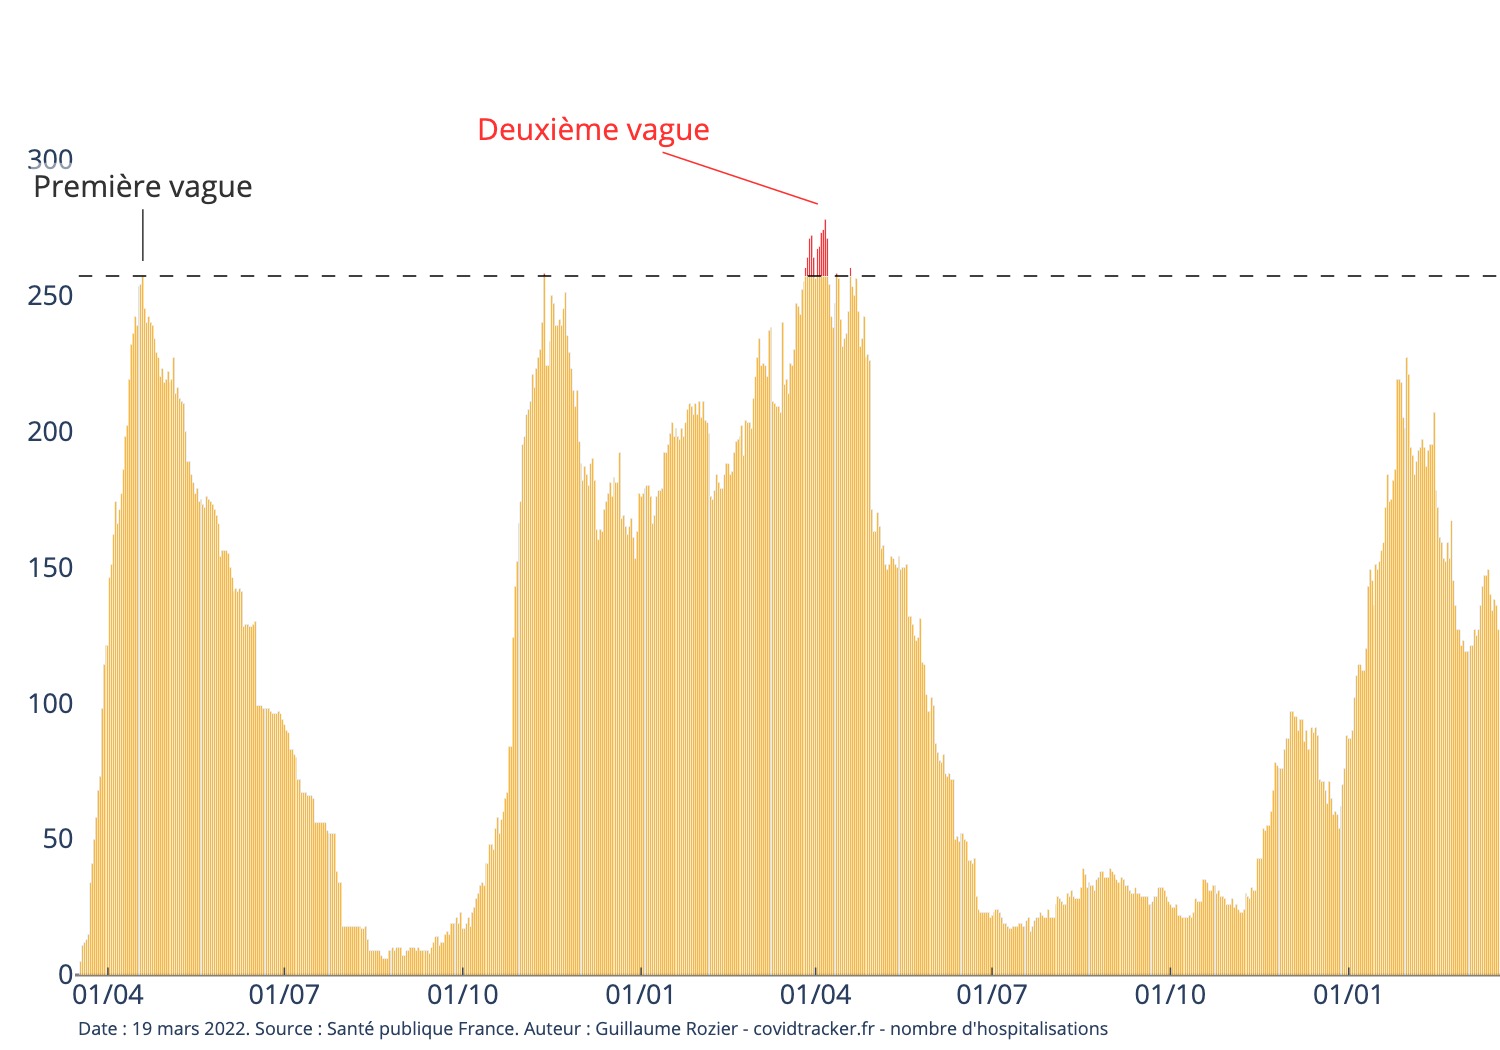 Deuxième vague
300
Première vague
250
200
150
100
50
0
01/04 01/07 01/10 01/01 01/04 01/07 01/10 01/01
Date : 19 mars 2022. Source : Santé publique France. Auteur : Guillaume Rozier - covidtracker.fr - nombre d'hospitalisations